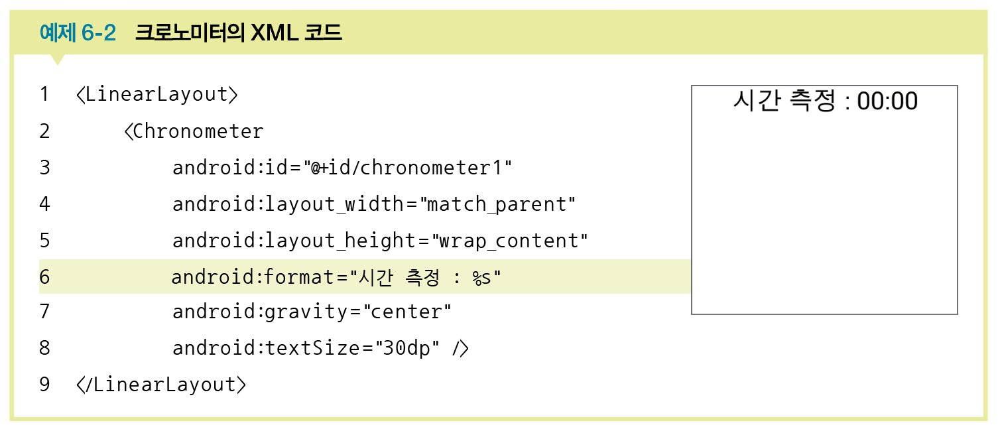 예제 6-2 크로노미터의 XML 코드
1 <LinearLayout>
2 <Chronometer
3 android:id="@+id/chronometer1"
4 android:layout_width="match_parent"
5 android:layout_height="wrap_content"
6 android:format="시간 측정 : %s"
7 android:gravity="center"
8 android:textSize="30dp" />
9 </LinearLayout>
시간 측정 : 00:00